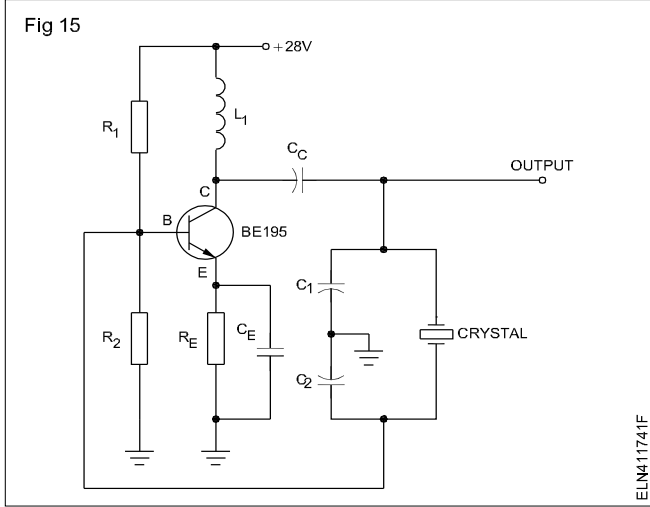 Fig 15
+28V
R1
L1
CC
OUTPUT
C
B
BE195
E
C1
R2
RE
CE
CRYSTAL
C2
ELN411741F